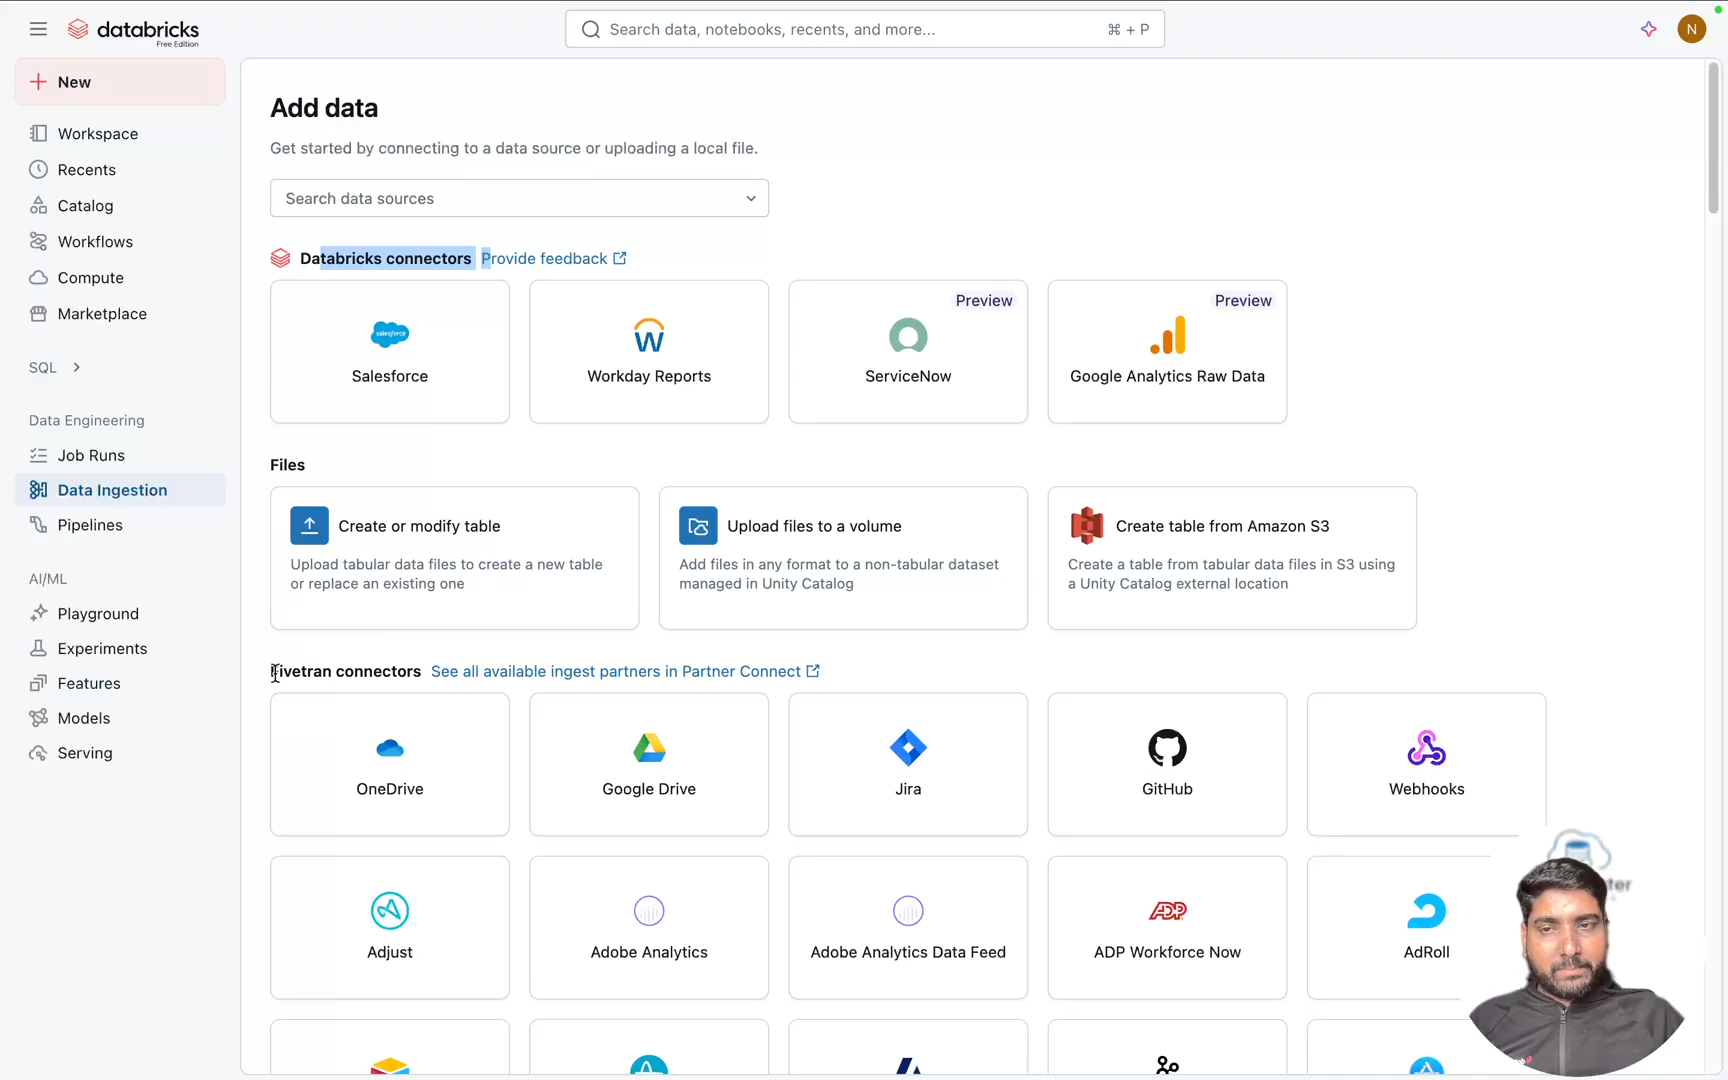 databricks
Free Edition
Search data, notebooks, recents, and more...
⌘ + P
N
New
Workspace
Recents
Catalog
Workflows
Compute
Marketplace
SQL
Data Engineering
Job Runs
Data Ingestion
Pipelines
AI/ML
Playground
Experiments
Features
Models
Serving
Add data
Get started by connecting to a data source or uploading a local file.
Search data sources
Databricks connectors Provide feedback
Salesforce
Workday Reports
Preview
ServiceNow
Preview
Google Analytics Raw Data
Files
Create or modify table
Upload tabular data files to create a new table
or replace an existing one
Upload files to a volume
Add files in any format to a non-tabular dataset
managed in Unity Catalog
Create table from Amazon S3
Create a table from tabular data files in S3 using
a Unity Catalog external location
Fivetran connectors See all available ingest partners in Partner Connect
OneDrive
Google Drive
Jira
GitHub
Webhooks
Adjust
Adobe Analytics
Adobe Analytics Data Feed
ADP
ADP Workforce Now
AdRoll